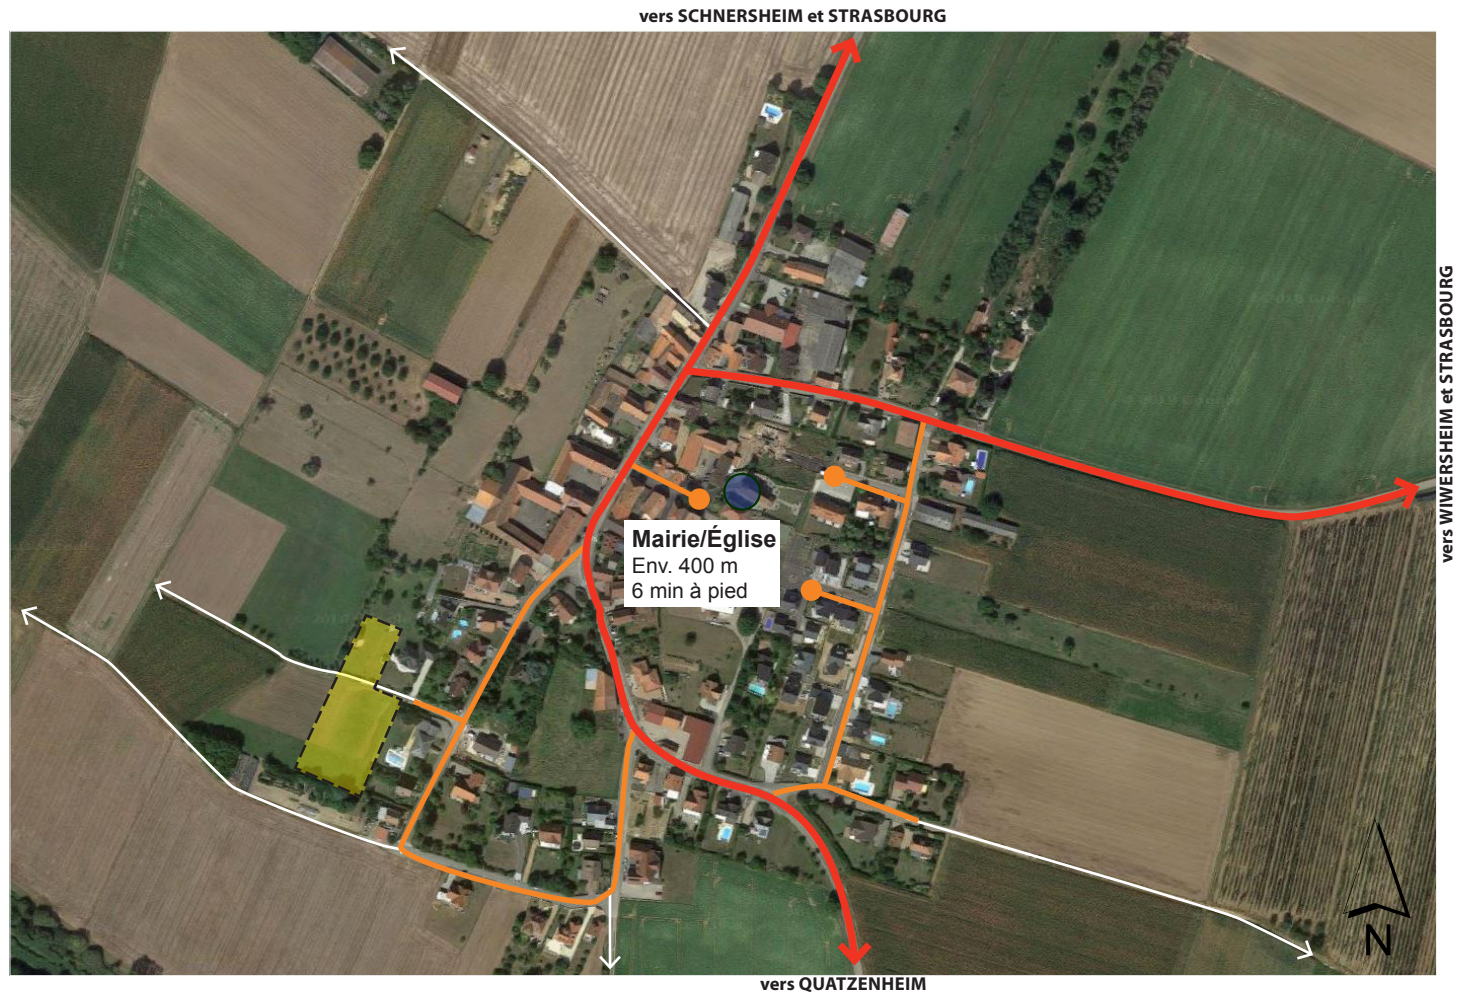 vers SCHNERSHEIM et STRASBOURG
vers WIWERSHEIM et STRASBOURG
Mairie/Église
Env. 400 m
6 min à pied
N
vers QUATZENHEIM